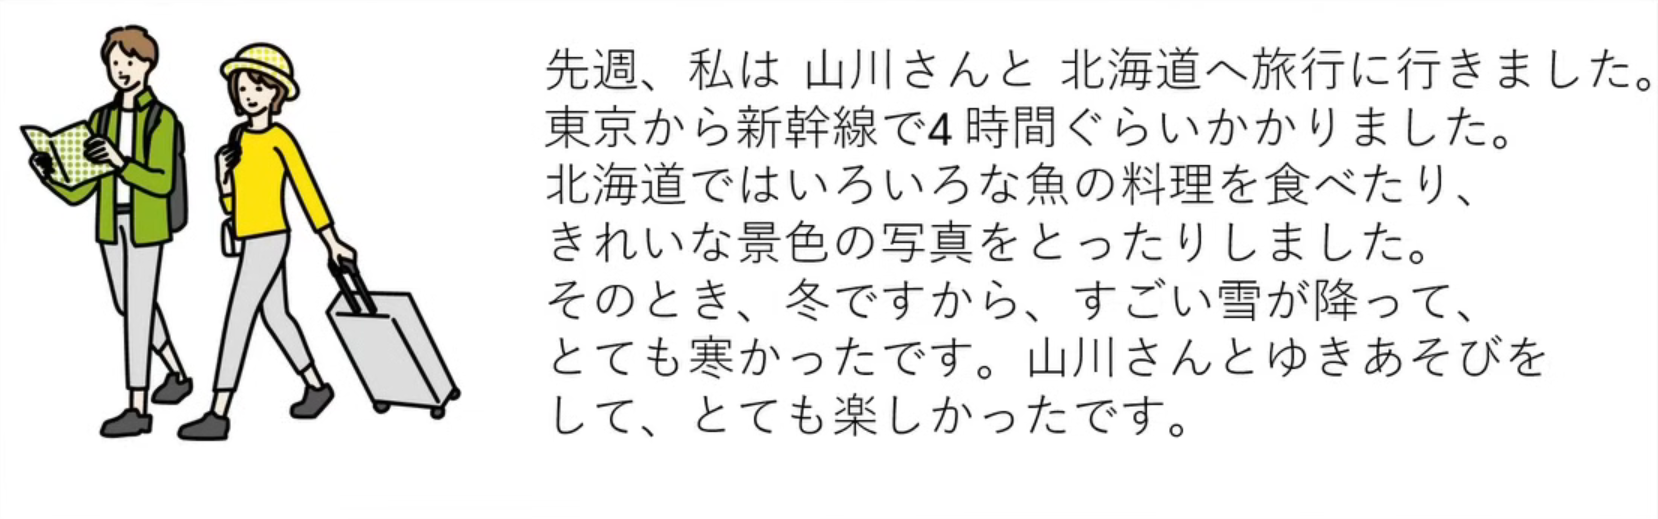 先週、私は 山川さんと 北海道へ旅行に行きました。
東京から新幹線で4時間ぐらいかかりました。
北海道ではいろいろな魚の料理を食べたり、
きれいな景色の写真をとったりしました。
そのとき、冬ですから、すごい雪が降って、
とても寒かったです。山川さんとゆきあそびを
して、とても楽しかったです。